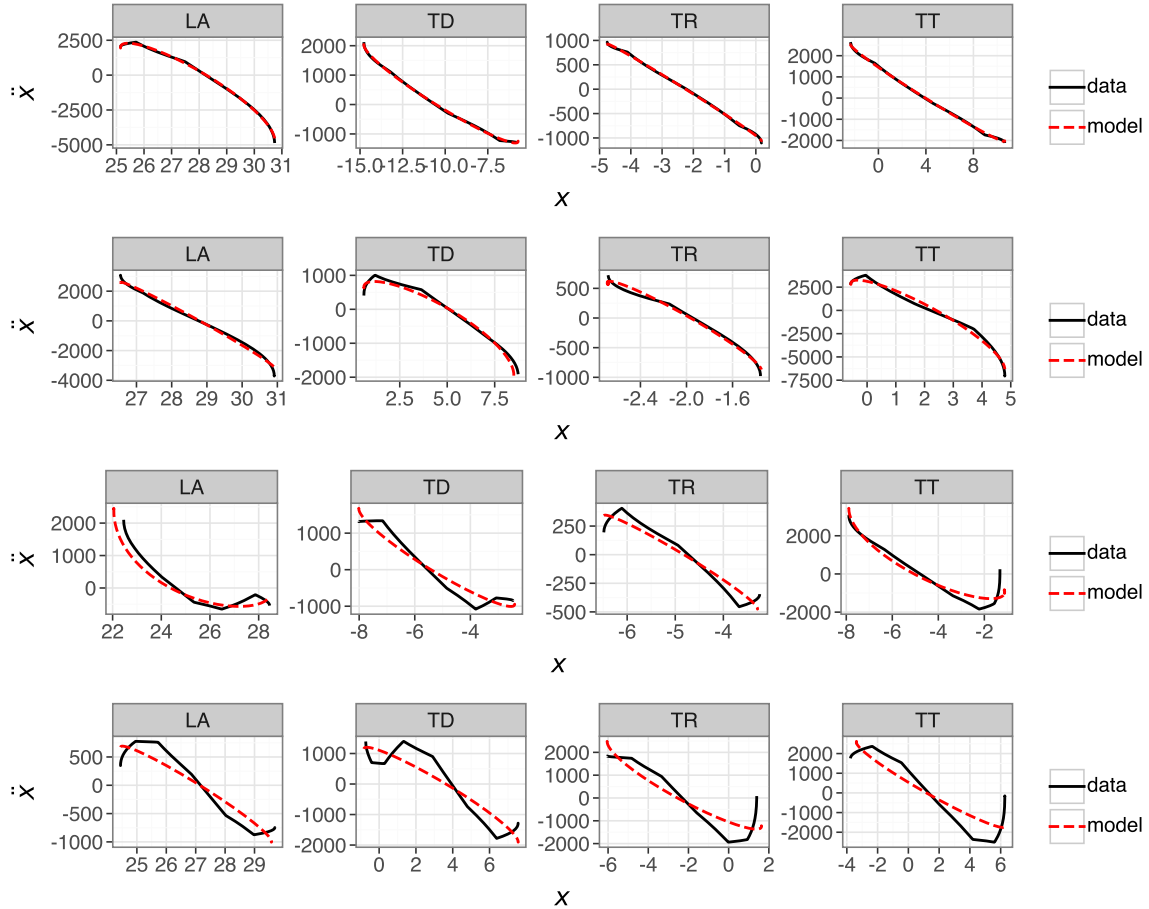 LA TD TR TT
2500 0 -2500 -5000
2000 1000 0 -1000
1000 500 0 -500 -1000
2000 1000 0 -1000 -2000
ẍ
data
model
25 26 27 28 29 30 31 -15.0 -12.5 -10.0 -7.5 -5 -4 -3 -2 -1 0 0 4 8
x
LA TD TR TT
2000 0 -2000 -4000
1000 0 -1000 -2000
500 0 -500 -1000
2500 0 -2500 -5000 -7500
ẍ
data
model
27 28 29 30 31 2.5 5.0 7.5 -2.4 -2.0 -1.6 0 1 2 3 4 5
x
LA TD TR TT
2000 1000 0
1000 0 -1000
250 0 -250 -500
2000 0 -2000
ẍ
data
model
22 24 26 28 -8 -6 -4 -6 -5 -4 -8 -6 -4 -2
x
LA TD TR TT
500 0 -500 -1000
1000 0 -1000 -2000
2000 1000 0 -1000 -2000
2000 1000 0 -1000 -2000
ẍ
data
model
25 26 27 28 29 0 2 4 6 -6 -4 -2 0 2 -4 -2 0 2 4 6
x